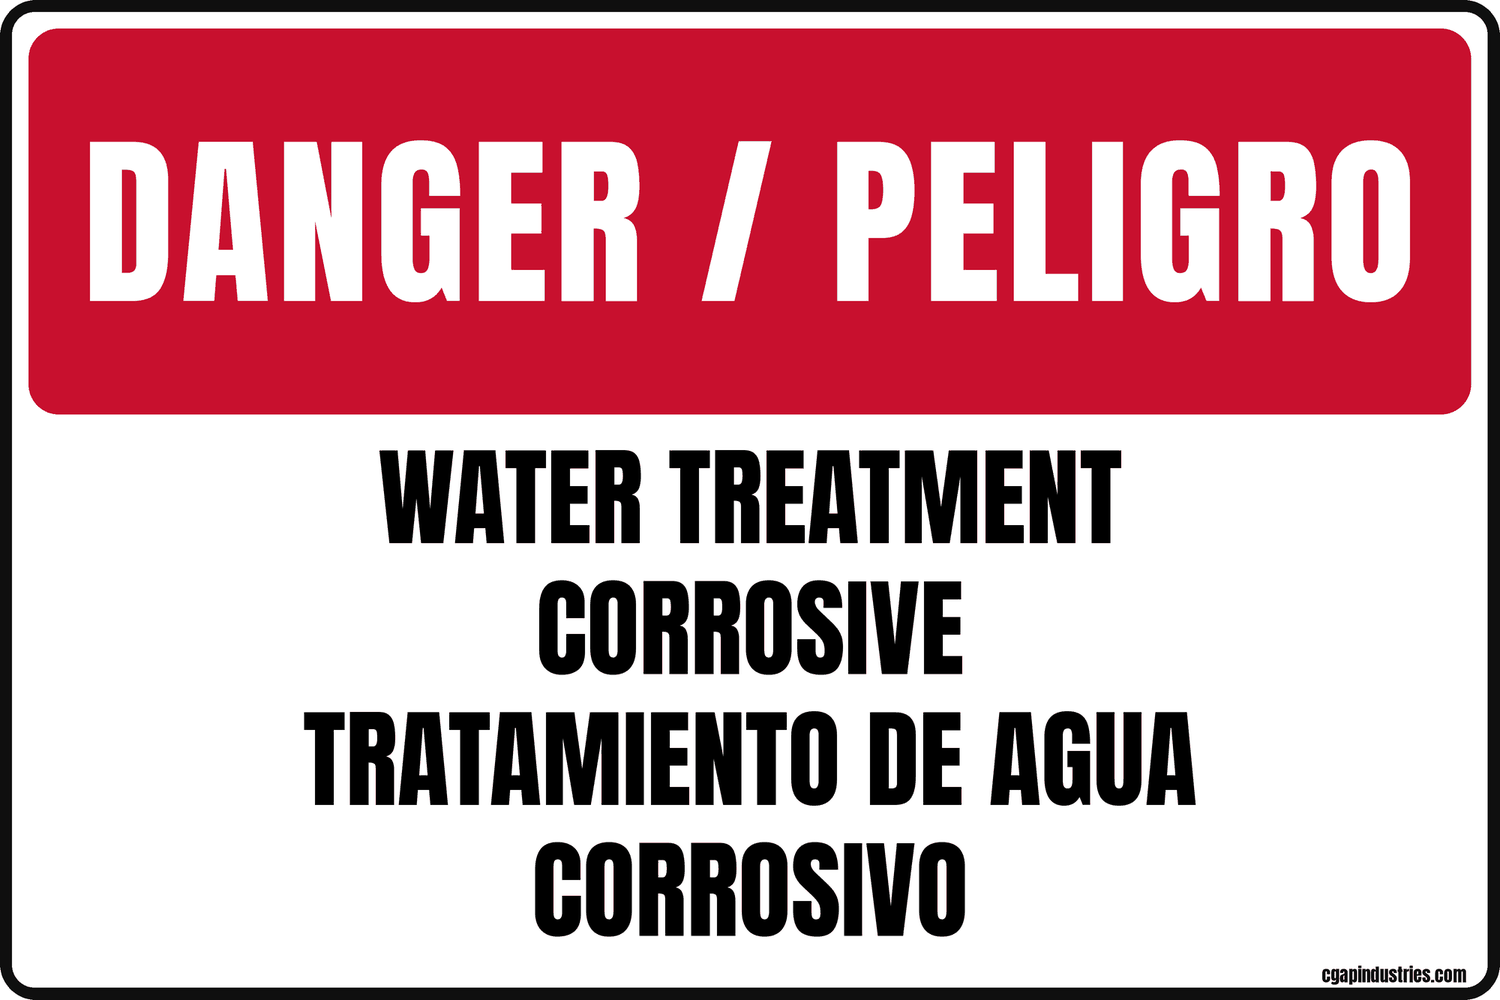 DANGER / PELIGRO
WATER TREATMENT
CORROSIVE
TRATAMIENTO DE AGUA
CORROSIVO
cgapindustries.com